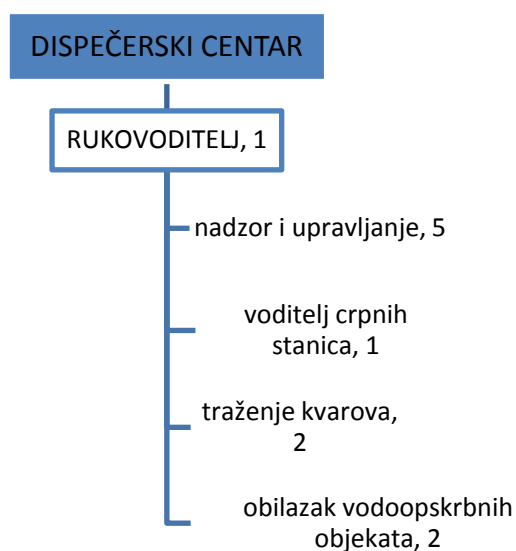 DISPEČERSKI CENTAR
RUKOVODITELJ, 1
nadzor i upravljanje, 5
voditelj crpnih
stanica, 1
traženje kvarova,
2
obilazak vodoopskrbnih
objekata, 2